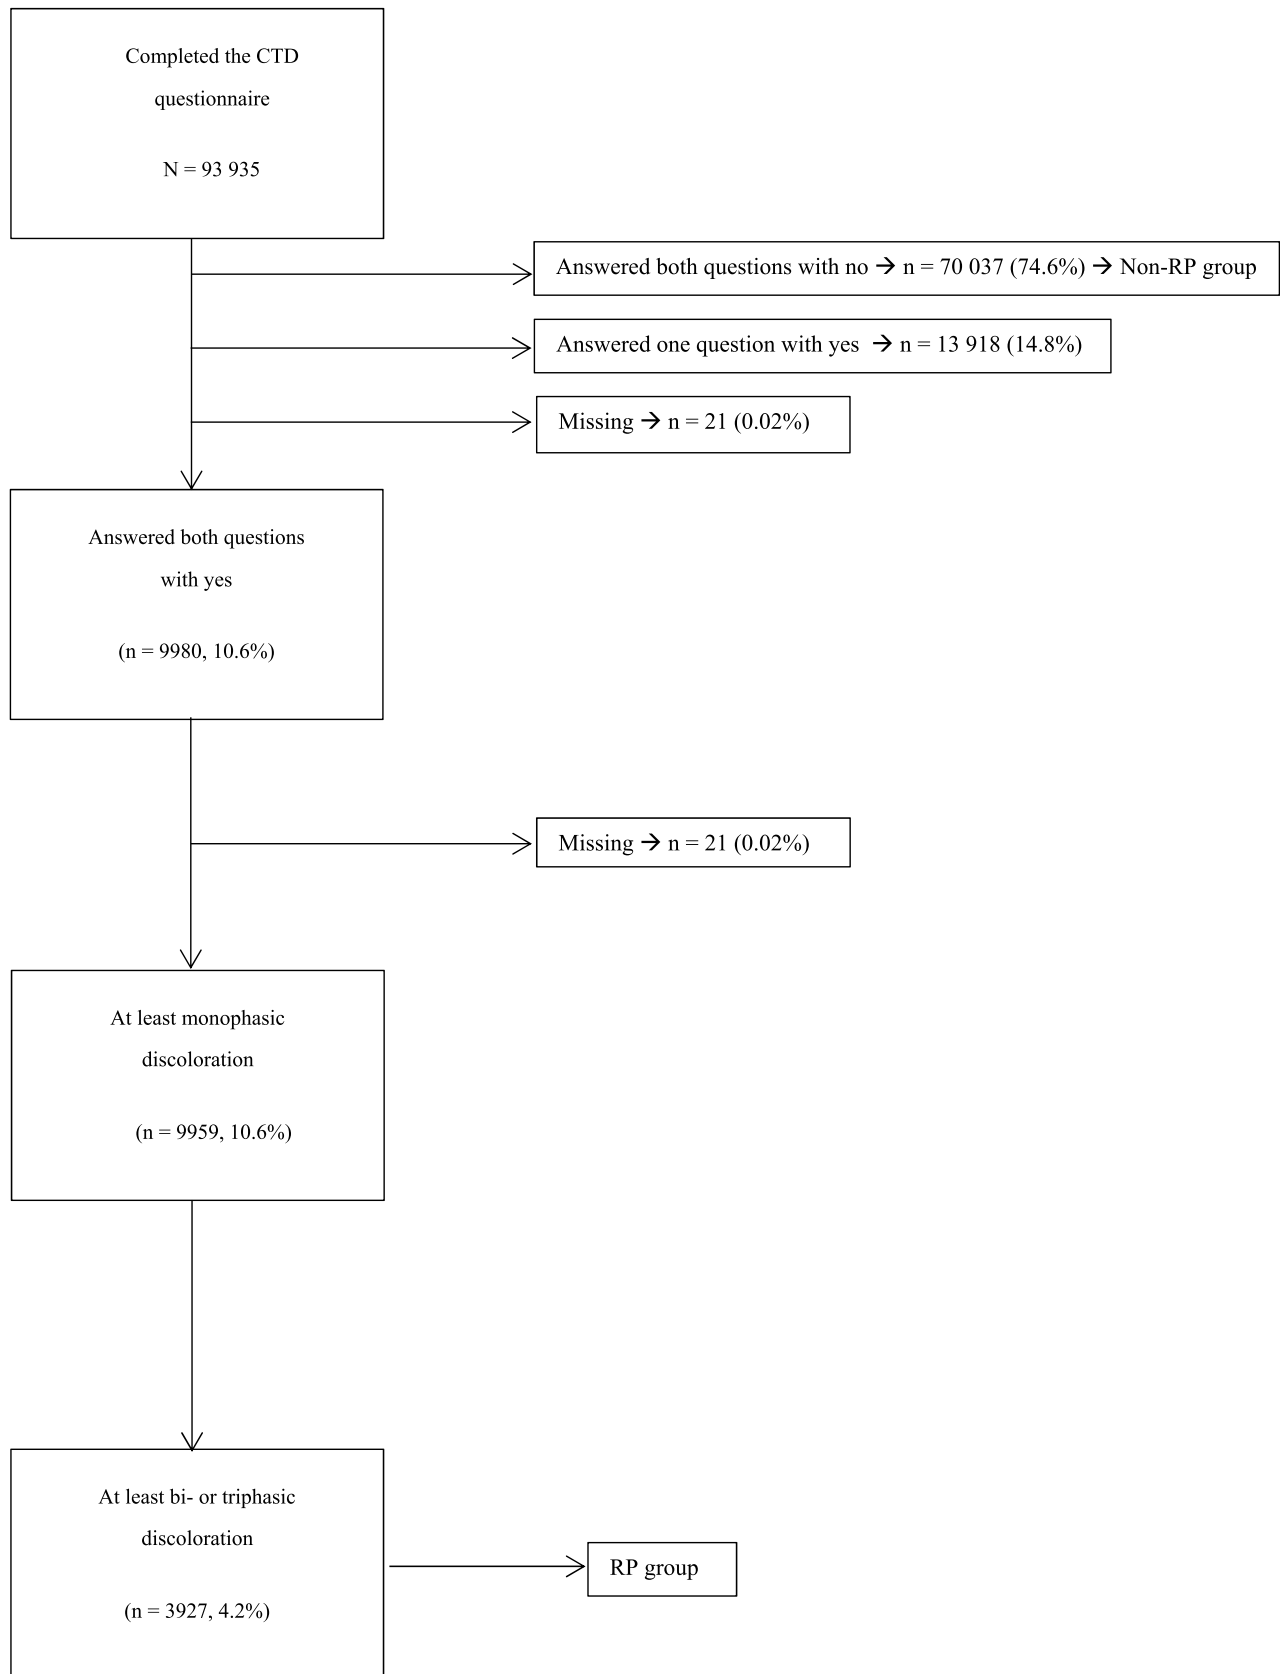 Completed the CTD
questionnaire
N = 93 935
Answered both questions with no → n = 70 037 (74.6%) → Non-RP group
Answered one question with yes → n = 13 918 (14.8%)
Missing → n = 21 (0.02%)
Answered both questions
with yes
(n = 9980, 10.6%)
Missing → n = 21 (0.02%)
At least monophasic
discoloration
(n = 9959, 10.6%)
At least bi- or triphasic
discoloration
(n = 3927, 4.2%)
RP group